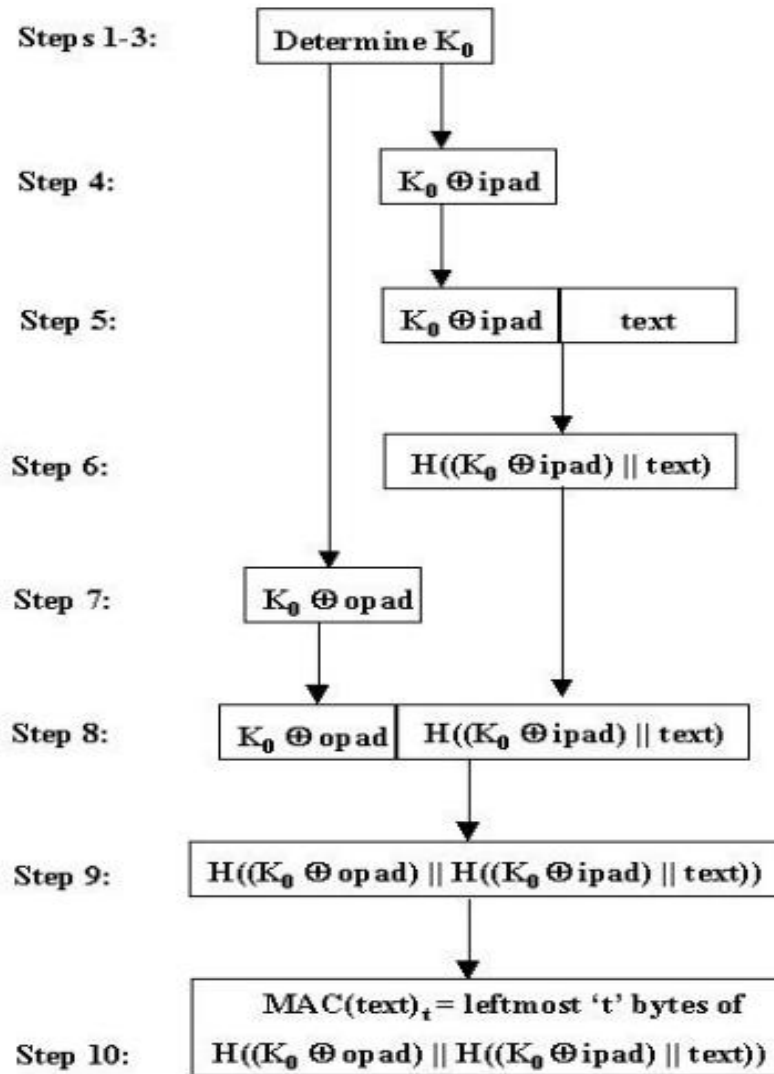 Steps 1-3: Determine K₀
Step 4: K₀ ⊕ ipad
Step 5: K₀ ⊕ ipad text
Step 6: H((K₀ ⊕ ipad) || text)
Step 7: K₀ ⊕ opad
Step 8: K₀ ⊕ opad H((K₀ ⊕ ipad) || text)
Step 9: H((K₀ ⊕ opad) || H((K₀ ⊕ ipad) || text))
MAC(text)ₜ = leftmost ‘t’ bytes of
Step 10: H((K₀ ⊕ opad) || H((K₀ ⊕ ipad) || text))